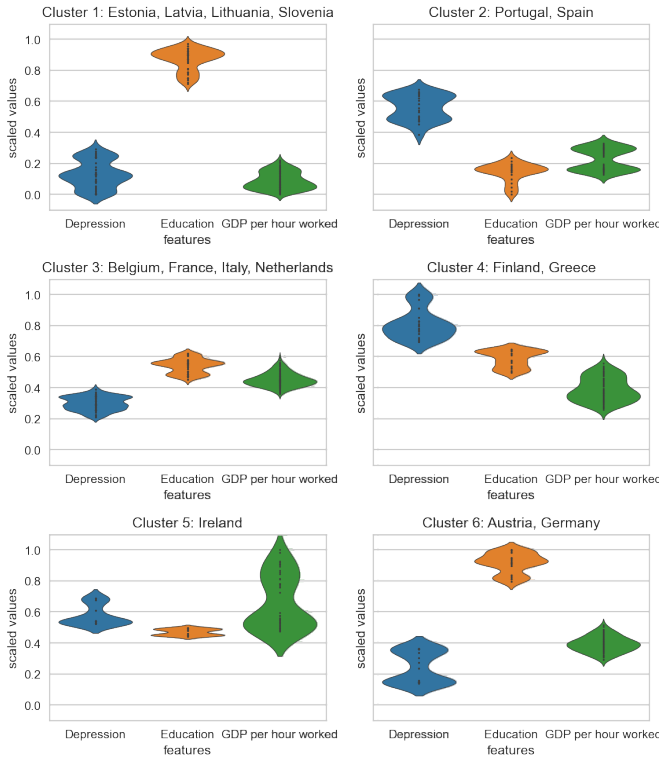 Cluster 1: Estonia, Latvia, Lithuania, Slovenia
1.0
0.8
0.6
0.4
0.2
0.0
scaled values
Depression
Education
GDP per hour worked
features
Cluster 2: Portugal, Spain
scaled values
Depression
Education
GDP per hour worked
features
Cluster 3: Belgium, France, Italy, Netherlands
1.0
0.8
0.6
0.4
0.2
0.0
scaled values
Depression
Education
GDP per hour worked
features
Cluster 4: Finland, Greece
scaled values
Depression
Education
GDP per hour worked
features
Cluster 5: Ireland
1.0
0.8
0.6
0.4
0.2
0.0
scaled values
Depression
Education
GDP per hour worked
features
Cluster 6: Austria, Germany
scaled values
Depression
Education
GDP per hour worked
features